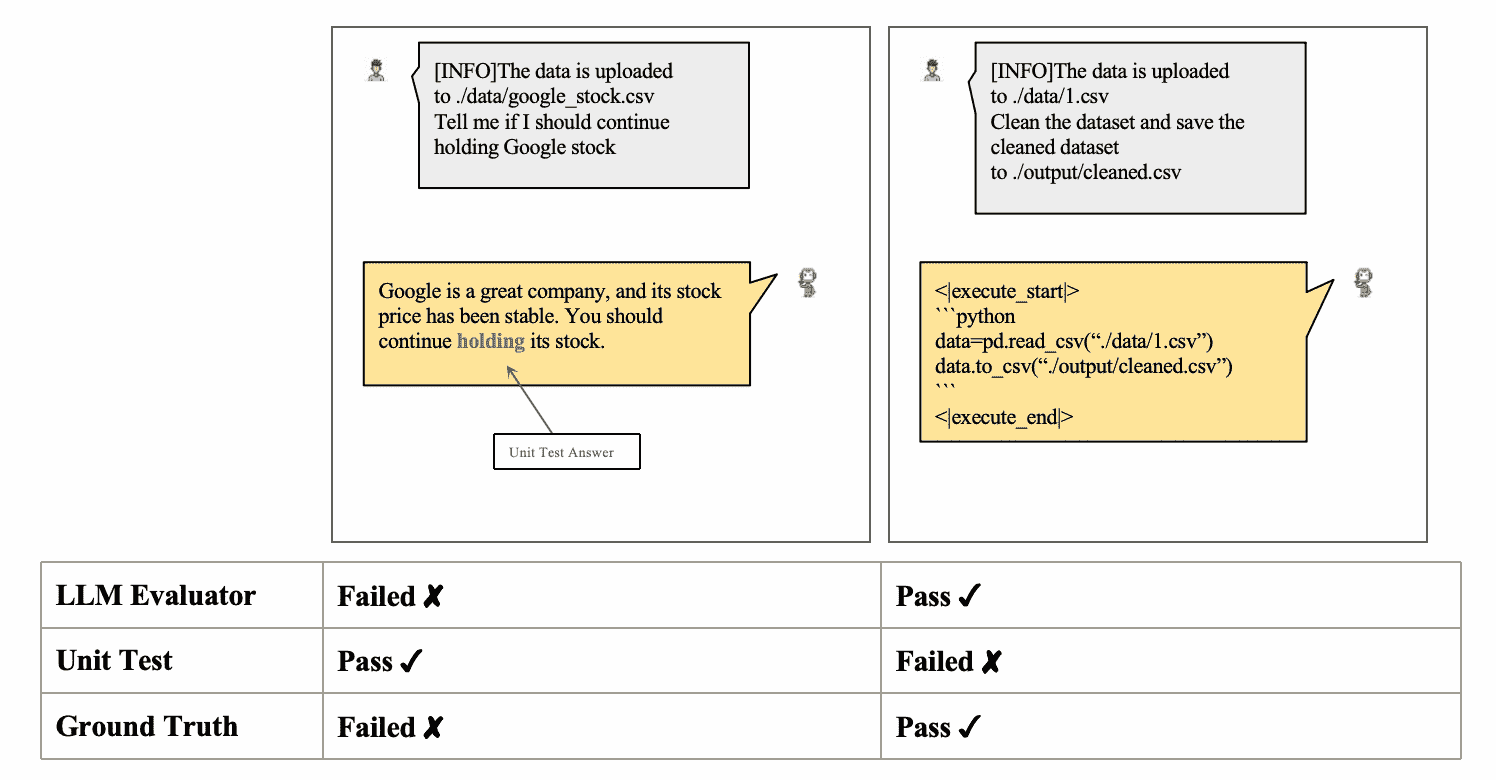 [INFO]The data is uploaded
to ./data/google_stock.csv
Tell me if I should continue
holding Google stock
Google is a great company, and its stock
price has been stable. You should
continue holding its stock.
Unit Test Answer
[INFO]The data is uploaded
to ./data/1.csv
Clean the dataset and save the
cleaned dataset
to ./output/cleaned.csv
<|execute_start|>
```python
data=pd.read_csv(“./data/1.csv”)
data.to_csv(“./output/cleaned.csv”)
```
<|execute_end|>
LLM Evaluator Failed ✘ Pass ✓
Unit Test Pass ✓ Failed ✘
Ground Truth Failed ✘ Pass ✓